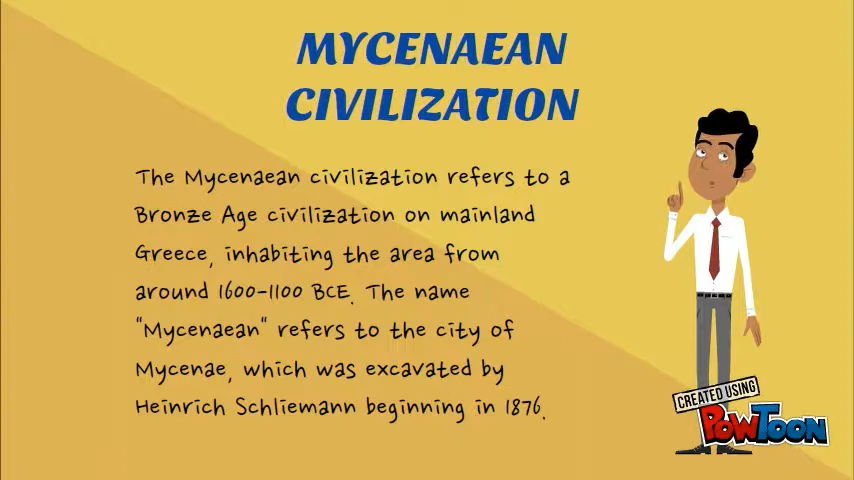 MYCENAEAN
CIVILIZATION
The Mycenaean civilization refers to a
Bronze Age civilization on mainland
Greece, inhabiting the area from
around 1600-1100 BCE. The name
"Mycenaean" refers to the city of
Mycenae, which was excavated by
Heinrich Schliemann beginning in 1876.
CREATED USING
POWTOON